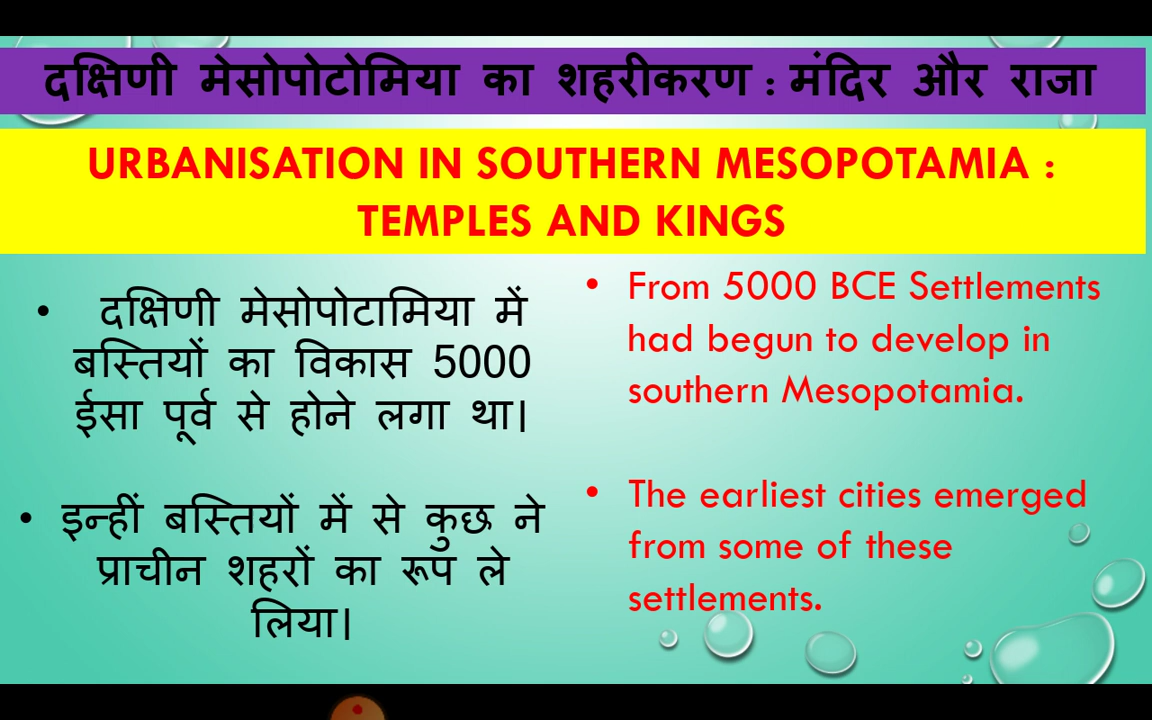 दक्षिणी मेसोपोटोमिया का शहरीकरण : मंदिर और राजा
URBANISATION IN SOUTHERN MESOPOTAMIA :
TEMPLES AND KINGS
• दक्षिणी मेसोपोटामिया में
बस्तियों का विकास 5000
ईसा पूर्व से होने लगा था।
• इन्हीं बस्तियों में से कुछ ने
प्राचीन शहरों का रूप ले
लिया।
• From 5000 BCE Settlements
had begun to develop in
southern Mesopotamia.
• The earliest cities emerged
from some of these
settlements.